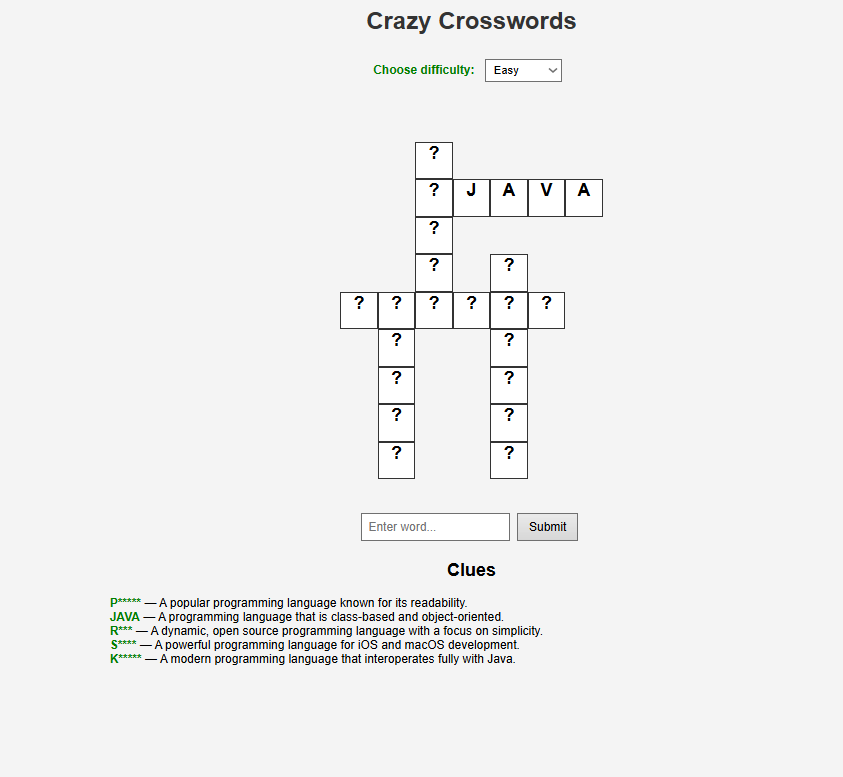 Crazy Crosswords
Choose difficulty: Easy
?
? J A V A
?
? ?
? ? ? ? ? ?
? ?
? ?
? ?
? ?
Enter word... Submit
Clues
P***** — A popular programming language known for its readability.
JAVA — A programming language that is class-based and object-oriented.
R*** — A dynamic, open source programming language with a focus on simplicity.
S**** — A powerful programming language for iOS and macOS development.
K***** — A modern programming language that interoperates fully with Java.